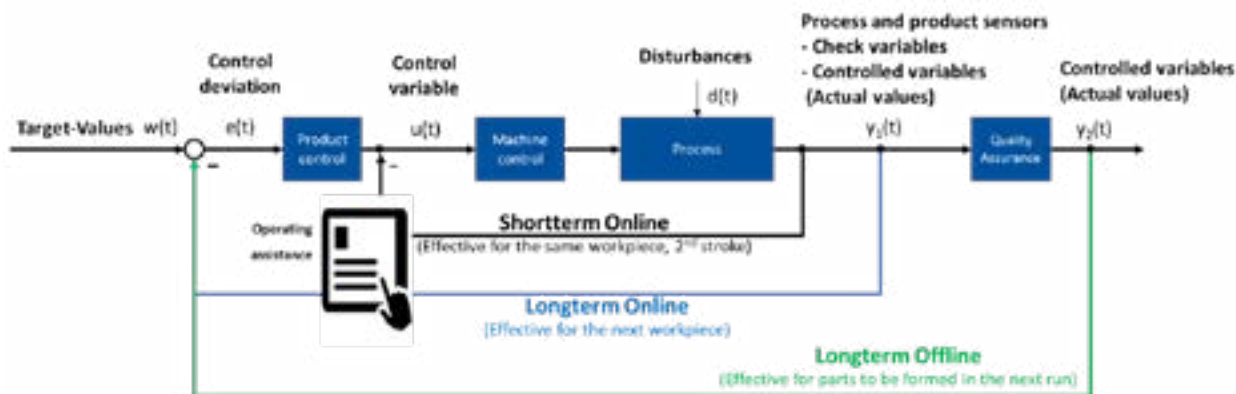 Process and product sensors
- Check variables
- Controlled variables
(Actual values)
Control
deviation
Control
variable
Disturbances
Controlled variables
(Actual values)
Target-Values w(t)
e(t)
u(t)
d(t)
y₁(t)
y₂(t)
Product
control
Machine
control
Process
Quality
Assurance
−
−
Operating
assistance
Shortterm Online
(Effective for the same workpiece, 2ⁿᵈ stroke)
Longterm Online
(Effective for the next workpiece)
Longterm Offline
(Effective for parts to be formed in the next run)